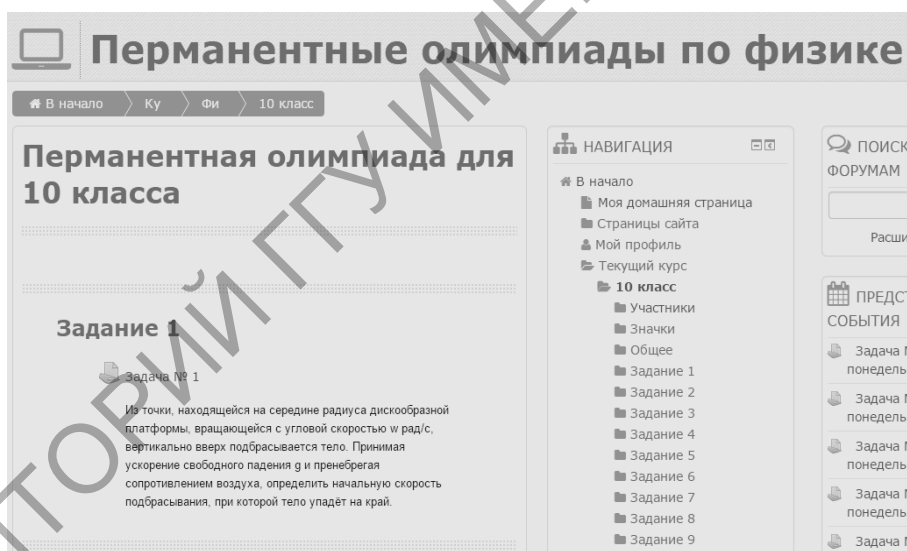 Перманентные олимпиады по физике
В начало
Ку
Фи
10 класс
Перманентная олимпиада для
10 класса
Задание 1
Задача № 1
Из точки, находящейся на середине радиуса дискообразной
платформы, вращающейся с угловой скоростью w рад/с,
вертикально вверх подбрасывается тело. Принимая
ускорение свободного падения g и пренебрегая
сопротивлением воздуха, определить начальную скорость
подбрасывания, при которой тело упадёт на край.
НАВИГАЦИЯ
В начало
Моя домашняя страница
Страницы сайта
Мой профиль
Текущий курс
10 класс
Участники
Значки
Общее
Задание 1
Задание 2
Задание 3
Задание 4
Задание 5
Задание 6
Задание 7
Задание 8
Задание 9
ПОИСК
ФОРУМАМ
Расши
ПРЕДСТ
СОБЫТИЯ
Задача
понедель
Задача
понедель
Задача
понедель
Задача
понедель
Задача
ТОРИЙ ГГУ ИМЕ